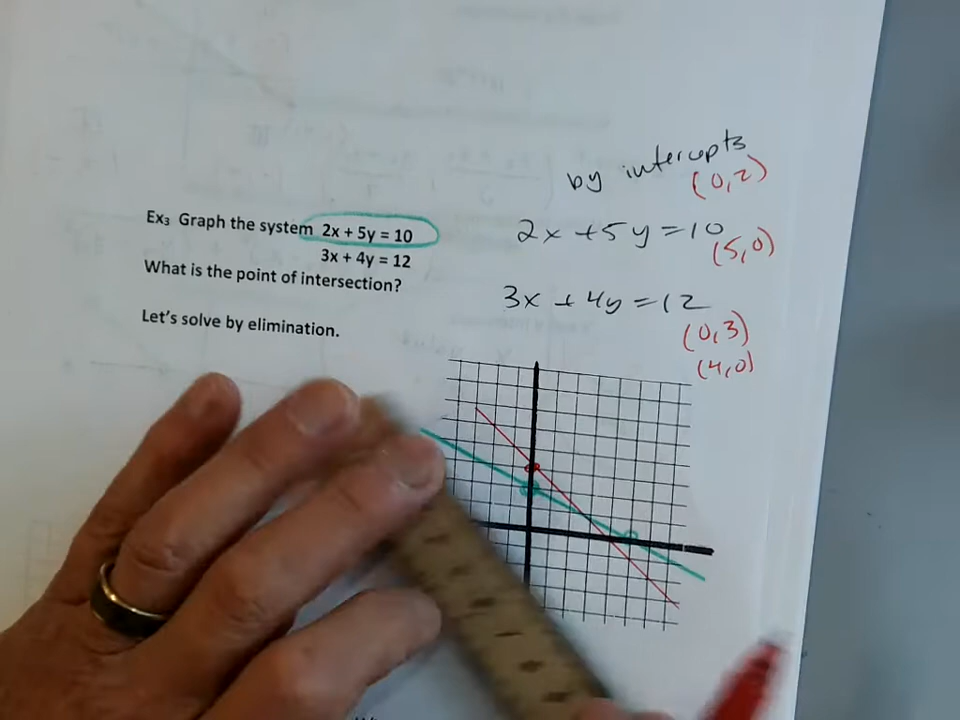 by intercepts
(0,2)
Ex₃ Graph the system 2x + 5y = 10
3x + 4y = 12
What is the point of intersection?
Let's solve by elimination.
2x +5y =10
(5,0)
3x +4y =12
(0,3)
(4,0)